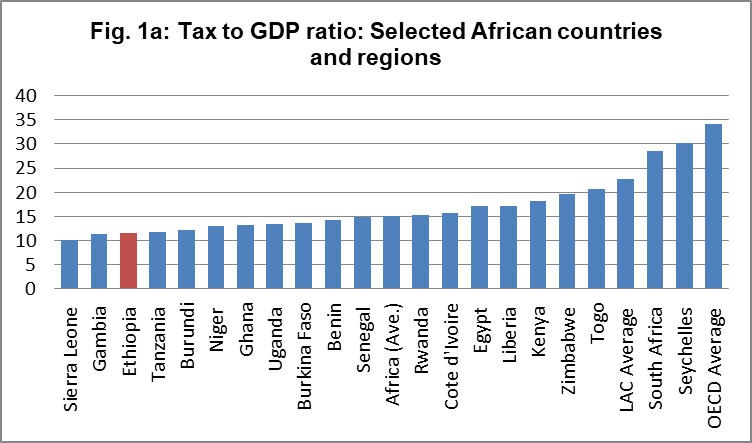 Fig. 1a: Tax to GDP ratio: Selected African countries
and regions
40
35
30
25
20
15
10
5
0
Sierra Leone
Gambia
Ethiopia
Tanzania
Burundi
Niger
Ghana
Uganda
Burkina Faso
Benin
Senegal
Africa (Ave.)
Rwanda
Cote d'Ivoire
Egypt
Liberia
Kenya
Zimbabwe
Togo
LAC Average
South Africa
Seychelles
OECD Average